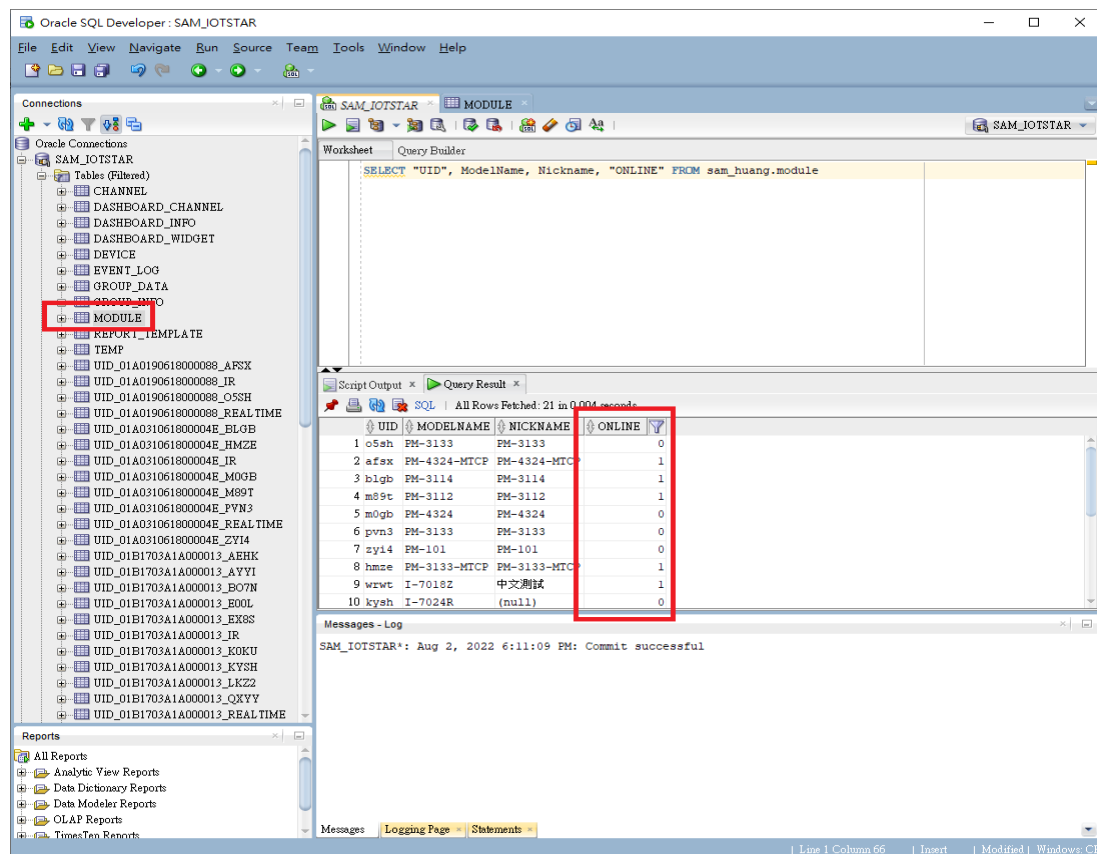 Oracle SQL Developer : SAM_IOTSTAR
File Edit View Navigate Run Source Team Tools Window Help
Connections
Oracle Connections
SAM_IOTSTAR
Tables (Filtered)
CHANNEL
DASHBOARD_CHANNEL
DASHBOARD_INFO
DASHBOARD_WIDGET
DEVICE
EVENT_LOG
GROUP_DATA
GROUP_INFO
MODULE
REPORT_TEMPLATE
TEMP
UID_01A0190618000088_AFSX
UID_01A0190618000088_IR
UID_01A0190618000088_O5SH
UID_01A0190618000088_REALTIME
UID_01A031061800004E_BLGB
UID_01A031061800004E_HMZE
UID_01A031061800004E_IR
UID_01A031061800004E_M0GB
UID_01A031061800004E_M89T
UID_01A031061800004E_PVN3
UID_01A031061800004E_REALTIME
UID_01A031061800004E_ZYI4
UID_01B1703A1A000013_AEHK
UID_01B1703A1A000013_AYYI
UID_01B1703A1A000013_BO7N
UID_01B1703A1A000013_E00L
UID_01B1703A1A000013_EX8S
UID_01B1703A1A000013_IR
UID_01B1703A1A000013_K0KU
UID_01B1703A1A000013_KYSH
UID_01B1703A1A000013_LKZ2
UID_01B1703A1A000013_QXYY
UID_01B1703A1A000013_REALTIME
Reports
All Reports
Analytic View Reports
Data Dictionary Reports
Data Modeler Reports
OLAP Reports
TimesTen Reports
SAM_IOTSTAR MODULE
SAM_IOTSTAR
Worksheet Query Builder
SELECT "UID", ModelName, Nickname, "ONLINE" FROM sam_huang.module
Script Output Query Result
SQL | All Rows Fetched: 21 in 0.004 seconds
UID MODELNAME NICKNAME ONLINE
1 o5sh PM-3133 PM-3133 0
2 afsx PM-4324-MTCP PM-4324-MTCP 1
3 blgb PM-3114 PM-3114 1
4 m89t PM-3112 PM-3112 1
5 m0gb PM-4324 PM-4324 0
6 pvn3 PM-3133 PM-3133 0
7 zyi4 PM-101 PM-101 0
8 hmze PM-3133-MTCP PM-3133-MTCP 1
9 wrwt I-7018Z 中文測試 1
10 kysh I-7024R (null) 0
Messages - Log
SAM_IOTSTAR*: Aug 2, 2022 6:11:09 PM: Commit successful
Messages Logging Page Statements
| Line 1 Column 66 | Insert | Modified | Windows: CR